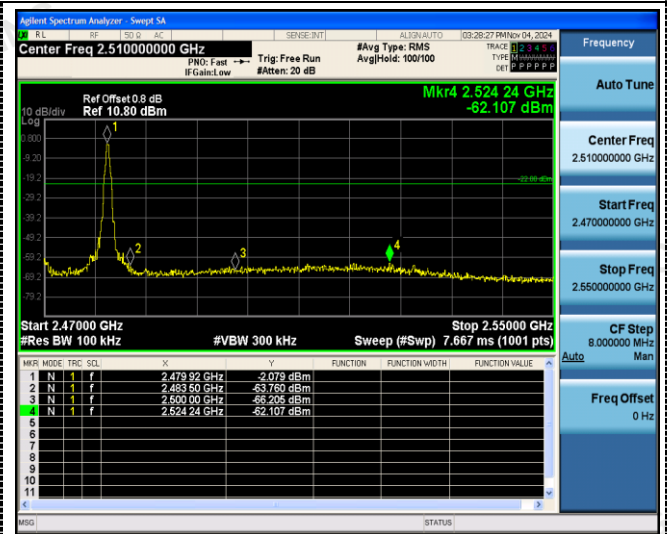 Agilent Spectrum Analyzer - Swept SA
RL RF 50 Ω AC SENSE:INT ALIGNAUTO 03:28:27 PM Nov 04, 2024
Center Freq 2.510000000 GHz
PNO: Fast
IFGain:Low
Trig: Free Run
#Atten: 20 dB
#Avg Type: RMS
Avg|Hold: 100/100
TRACE 1 2 3 4 5 6
TYPE M
DET P P P P P P
Frequency
Auto Tune
Center Freq
2.510000000 GHz
Start Freq
2.470000000 GHz
Stop Freq
2.550000000 GHz
CF Step
8.000000 MHz
Auto Man
Freq Offset
0 Hz
Mkr4 2.524 24 GHz
-62.107 dBm
Ref Offset 0.8 dB
10 dB/div Ref 10.80 dBm
Log
0.800
-9.20
-19.2
-29.2
-39.2
-49.2
-59.2
-69.2
-79.2
-22.08 dBm
1
2
3
4
Start 2.47000 GHz Stop 2.55000 GHz
#Res BW 100 kHz #VBW 300 kHz Sweep (#Swp) 7.667 ms (1001 pts)
MKR MODE TRC SCL X Y FUNCTION FUNCTION WIDTH FUNCTION VALUE
1 N 1 f 2.479 92 GHz -2.079 dBm
2 N 1 f 2.483 50 GHz -63.760 dBm
3 N 1 f 2.500 00 GHz -66.205 dBm
4 N 1 f 2.524 24 GHz -62.107 dBm
5
6
7
8
9
10
11
MSG STATUS